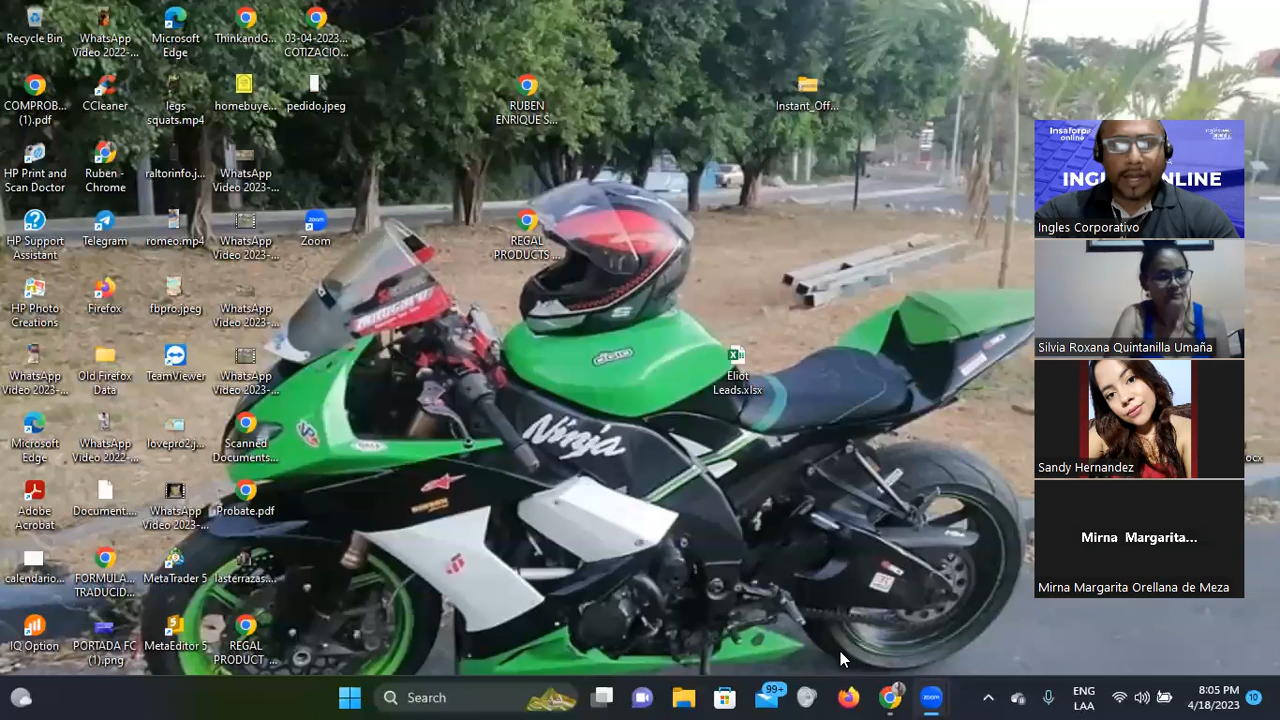 Recycle Bin
WhatsApp
Video 2022-...
Microsoft
Edge
ThinkandG...
03-04-2023...
COTIZACIO...
COMPROB...
(1).pdf
CCleaner
legs
squats.mp4
homebuye...
pedido.jpeg
RUBEN
ENRIQUE S...
Instant_Off...
HP Print and
Scan Doctor
Ruben -
Chrome
raltorinfo.j...
WhatsApp
Video 2023-...
HP Support
Assistant
Telegram
romeo.mp4
WhatsApp
Video 2023-...
Zoom
REGAL
PRODUCTS ...
HP Photo
Creations
Firefox
fbpro.jpeg
WhatsApp
Video 2023-...
WhatsApp
Video 2023-...
Old Firefox
Data
TeamViewer
WhatsApp
Video 2023-...
Eliot
Leads.xlsx
Microsoft
Edge
WhatsApp
Video 2022-...
lovepro2.j...
Scanned
Documents...
Adobe
Acrobat
Document....
WhatsApp
Video 2023-...
Probate.pdf
calendario...
FORMULA...
TRADUCID...
MetaTrader 5
lasterrazas....
IQ Option
PORTADA FC
(1).png
MetaEditor 5
REGAL
PRODUCT ...
Ninja
Insaforp
online
INGLES ONLINE
Ingles Corporativo
Silvia Roxana Quintanilla Umaña
Sandy Hernandez
ocx
Mirna Margarita...
Mirna Margarita Orellana de Meza
Search
99+
zoom
ENG
LAA
8:05 PM
4/18/2023
10